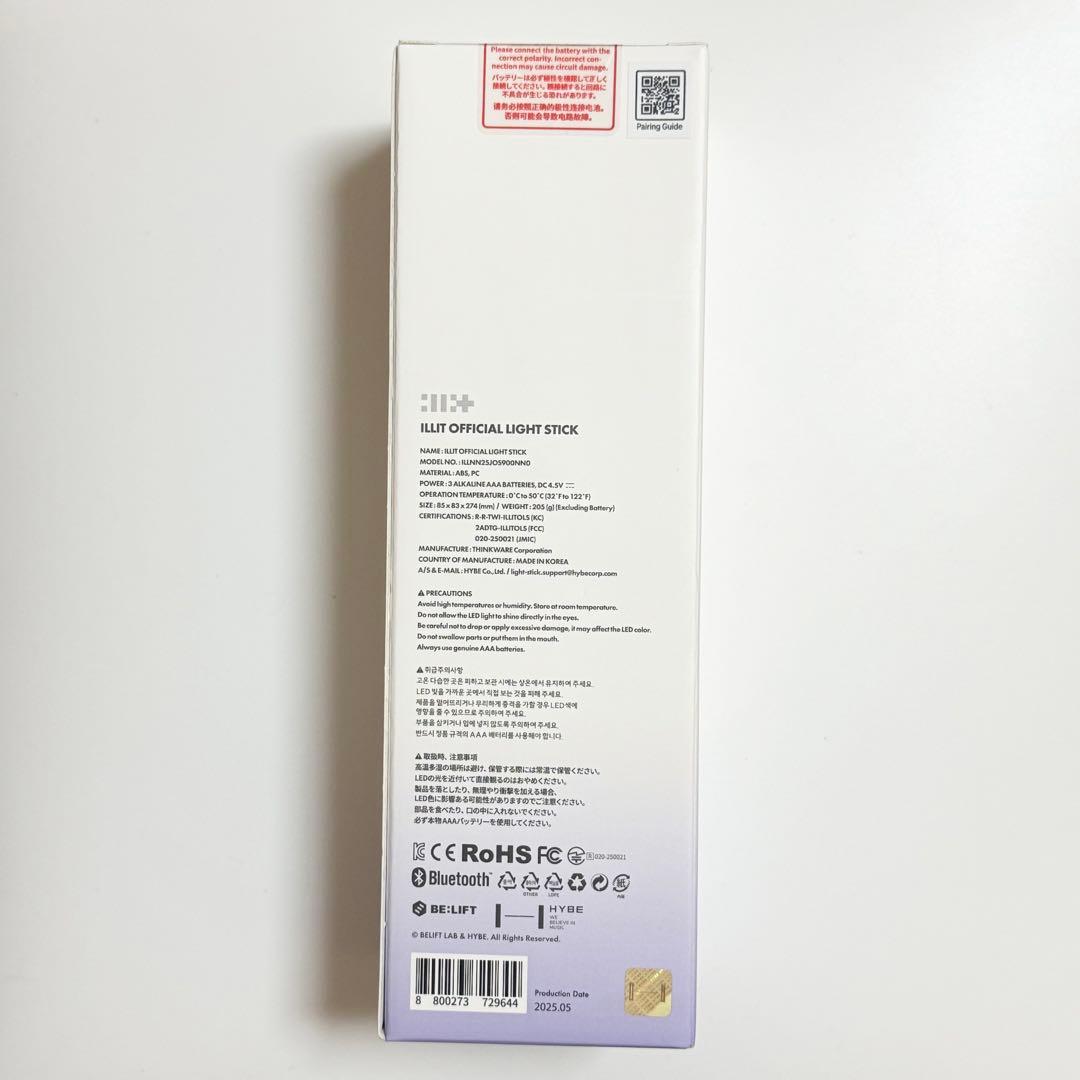 Please connect the battery with the
correct polarity. Incorrect con-
nection may cause circuit damage.
バッテリーは必ず極性を確認して正しく
接続してください。誤接続すると回路に
不具合が生じる恐れがあります。
请务必按照正确的极性连接电池。
否则可能会导致电路故障。
Pairing Guide
ILLIT OFFICIAL LIGHT STICK
NAME : ILLIT OFFICIAL LIGHT STICK
MODEL NO. : ILLNN25JOS900NN0
MATERIAL : ABS, PC
POWER : 3 ALKALINE AAA BATTERIES, DC 4.5V
OPERATION TEMPERATURE : 0°C to 50°C (32°F to 122°F)
SIZE : 85 x 83 x 274 (mm) / WEIGHT : 205 (g) (Excluding Battery)
CERTIFICATIONS : R-R-TWI-ILLITOLS (KC)
2ADTG-ILLITOLS (FCC)
020-250021 (JMIC)
MANUFACTURE : THINKWARE Corporation
COUNTRY OF MANUFACTURE : MADE IN KOREA
A/S & E-MAIL : HYBE Co., Ltd. / light-stick.support@hybecorp.com
⚠ PRECAUTIONS
Avoid high temperatures or humidity. Store at room temperature.
Do not allow the LED light to shine directly in the eyes.
Be careful not to drop or apply excessive damage, it may affect the LED color.
Do not swallow parts or put them in the mouth.
Always use genuine AAA batteries.
⚠ 취급주의사항
고온 다습한 곳은 피하고 보관 시에는 상온에서 유지하여 주세요.
LED 빛을 가까운 곳에서 직접 보는 것을 피해 주세요.
제품을 떨어뜨리거나 무리하게 충격을 가할 경우 LED색에
영향을 줄 수 있으므로 주의하여 주세요.
부품을 삼키거나 입에 넣지 않도록 주의하여 주세요.
반드시 정품 규격의 AAA 배터리를 사용해야 합니다.
⚠ 取扱時、注意事項
高温多湿の場所は避け、保管する際には常温で保管ください。
LEDの光を近付いて直接観るのはおやめください。
製品を落としたり、無理やり衝撃を加える場合、
LED色に影響ある可能性がありますのでご注意ください。
部品を食べたり、口の中に入れないでください。
必ず本物AAAバッテリーを使用してください。
CE RoHS FC R 020-250021
Bluetooth™ OTHER LDPE 紙
BE:LIFT HYBE
WE
BELIEVE IN
MUSIC
© BELIFT LAB & HYBE. All Rights Reserved.
8 800273 729644
Production Date
2025.05